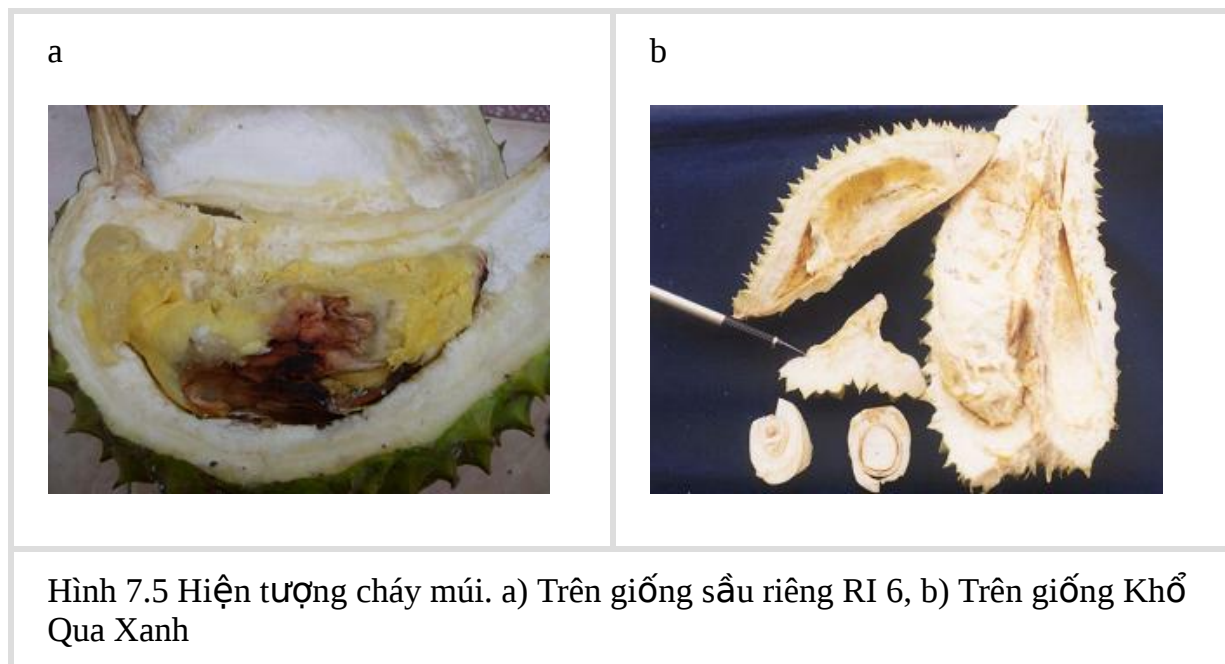 a
b
Hình 7.5 Hiện tượng cháy múi. a) Trên giống sầu riêng RI 6, b) Trên giống Khổ
Qua Xanh